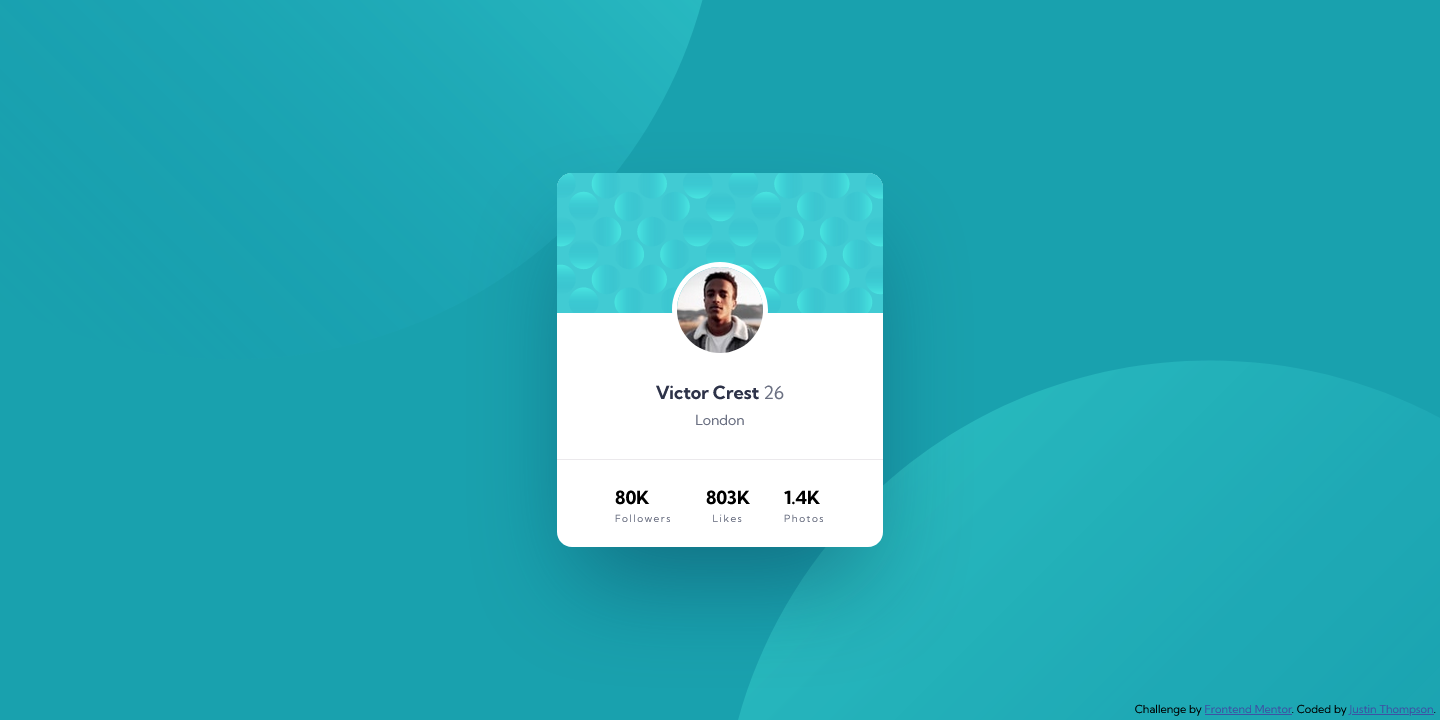 Victor Crest 26
London
80K 803K 1.4K
Followers Likes Photos
Challenge by Frontend Mentor. Coded by Justin Thompson.